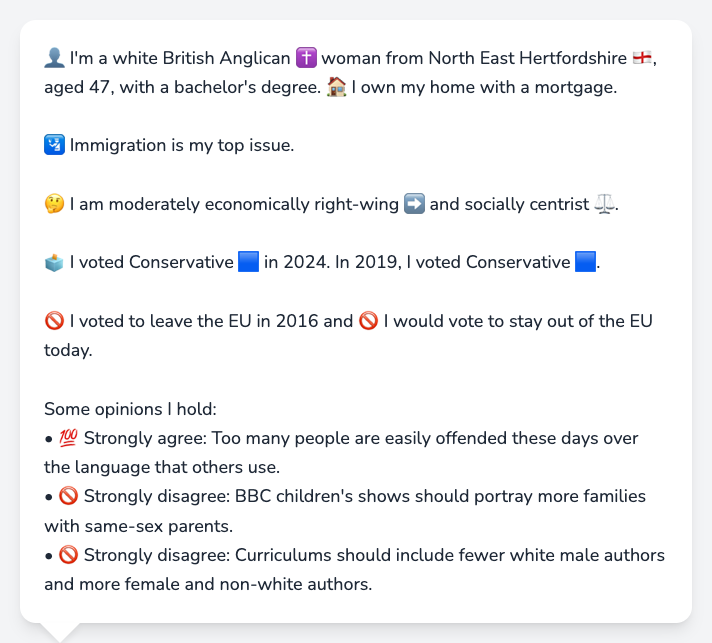 👤 I'm a white British Anglican ✝️ woman from North East Hertfordshire 🏴󠁧󠁢󠁥󠁮󠁧󠁿,
aged 47, with a bachelor's degree. 🏠 I own my home with a mortgage.
🛂 Immigration is my top issue.
🤔 I am moderately economically right-wing ➡️ and socially centrist ⚖️.
🗳️ I voted Conservative 🟦 in 2024. In 2019, I voted Conservative 🟦.
🚫 I voted to leave the EU in 2016 and 🚫 I would vote to stay out of the EU
today.
Some opinions I hold:
• 💯 Strongly agree: Too many people are easily offended these days over
the language that others use.
• 🚫 Strongly disagree: BBC children's shows should portray more families
with same-sex parents.
• 🚫 Strongly disagree: Curriculums should include fewer white male authors
and more female and non-white authors.